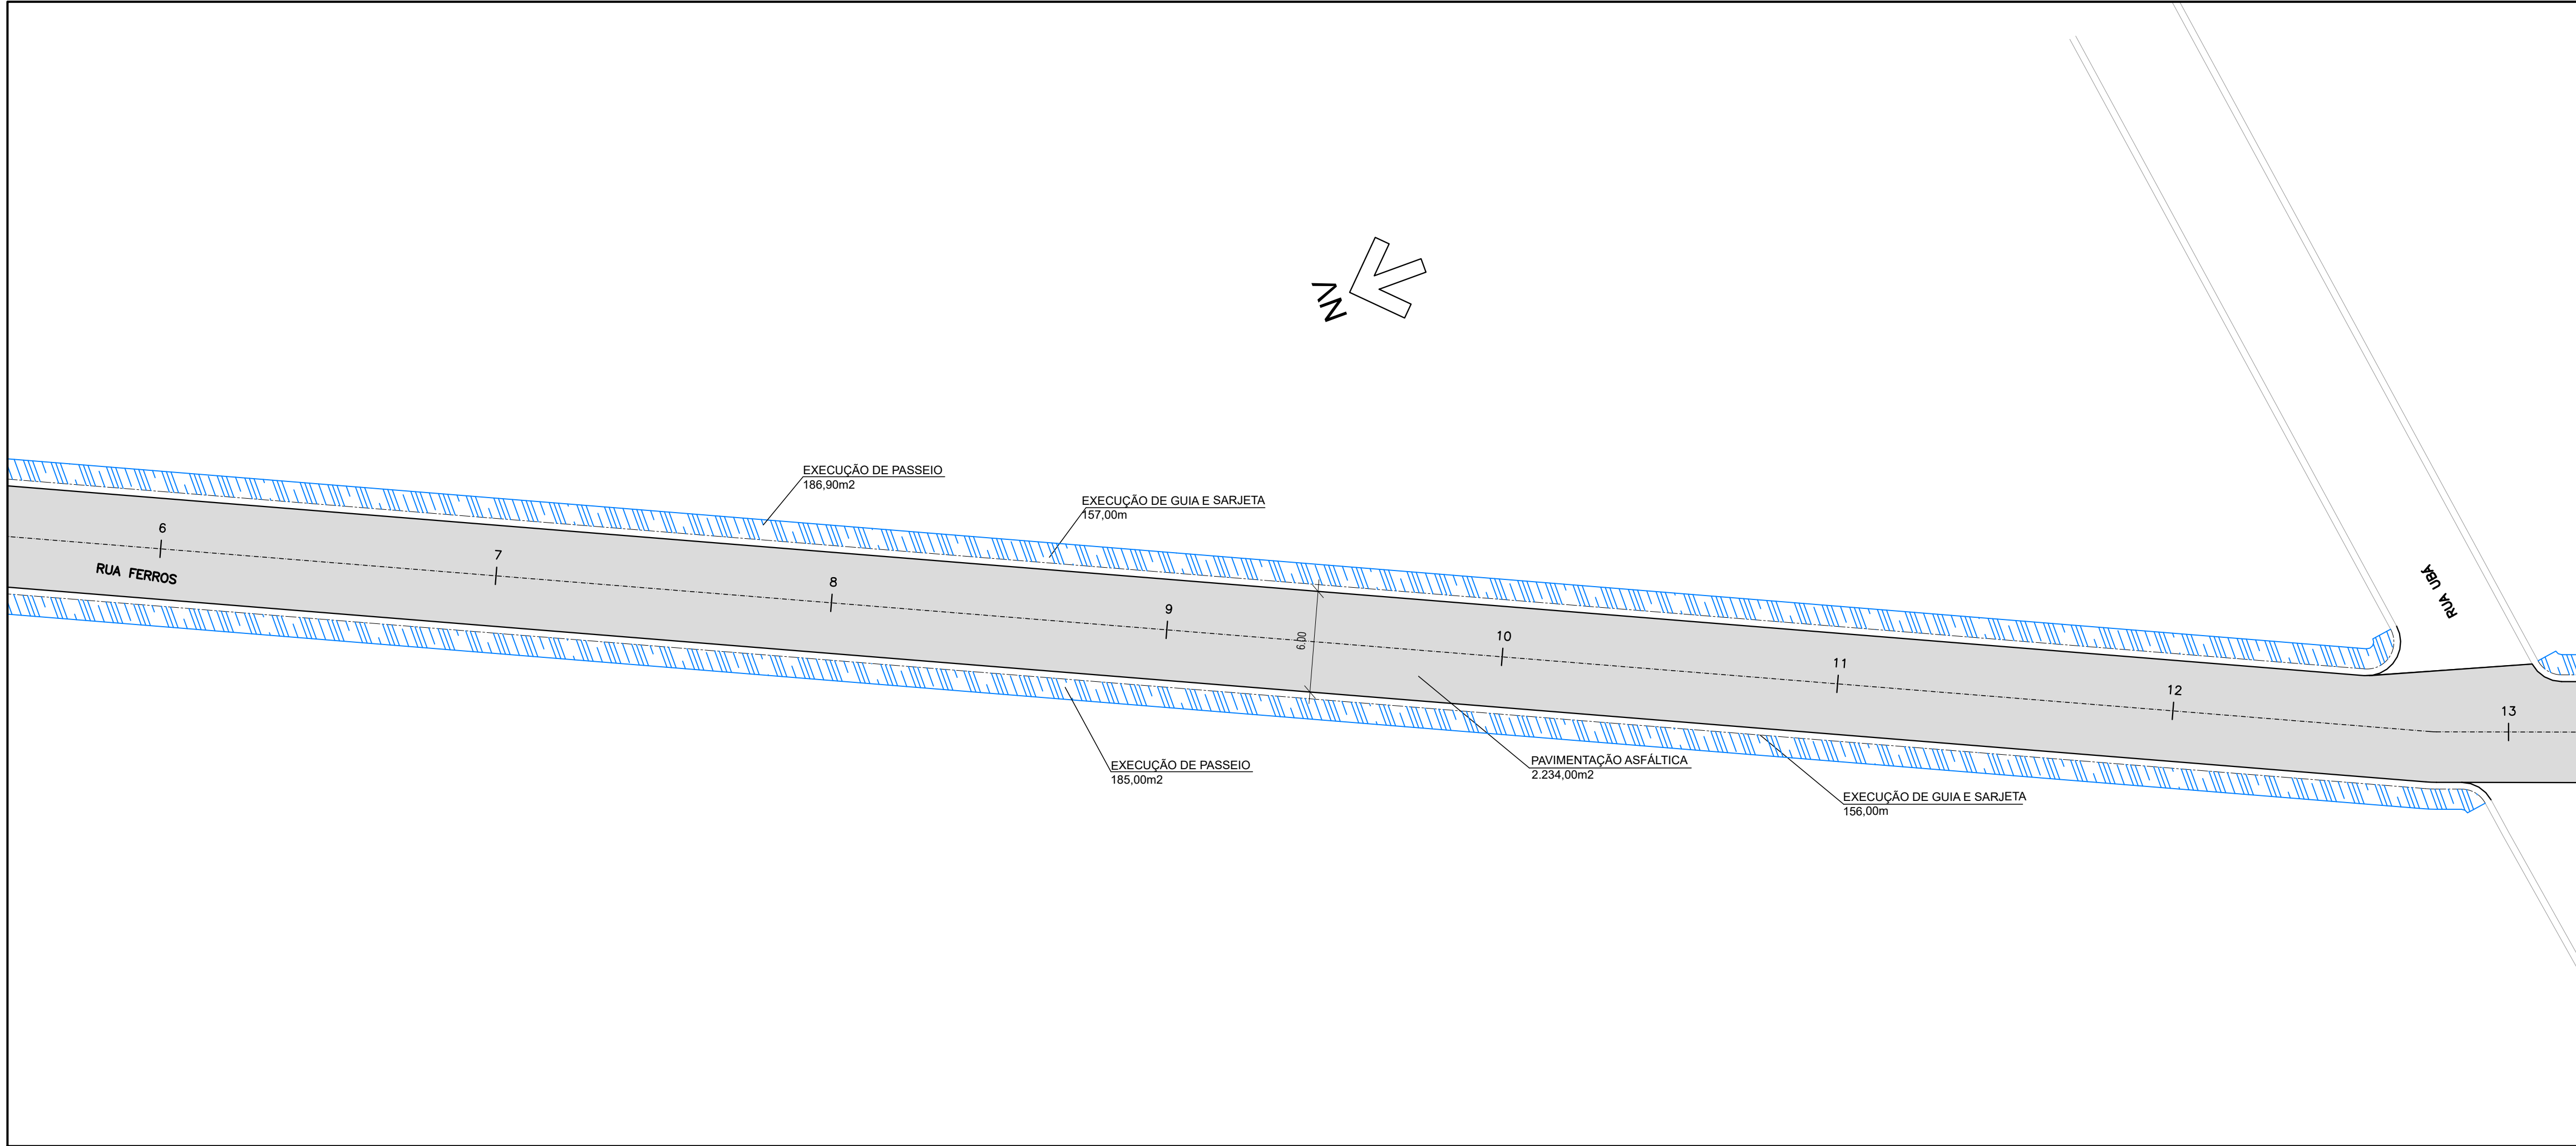 NV
EXECUÇÃO DE PASSEIO
186,90m2
EXECUÇÃO DE GUIA E SARJETA
157,00m
6
7
8
9
10
11
12
13
RUA FERROS
6.00
RUA UBÁ
EXECUÇÃO DE PASSEIO
185,00m2
PAVIMENTAÇÃO ASFÁLTICA
2.234,00m2
EXECUÇÃO DE GUIA E SARJETA
156,00m